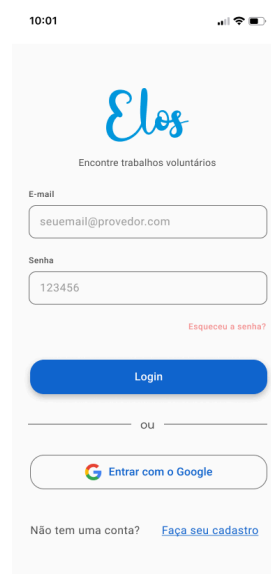 10:01
Elos
Encontre trabalhos voluntários
E-mail
seuemail@provedor.com
Senha
123456
Esqueceu a senha?
Login
ou
Entrar com o Google
Não tem uma conta? Faça seu cadastro